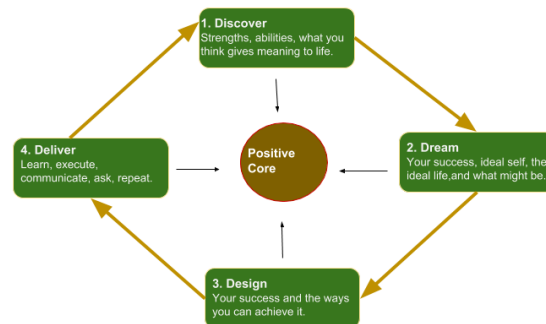 1. Discover
Strengths, abilities, what you
think gives meaning to life.
2. Dream
Your success, ideal self, the
ideal life,and what might be.
3. Design
Your success and the ways
you can achieve it.
4. Deliver
Learn, execute,
communicate, ask, repeat.
Positive
Core